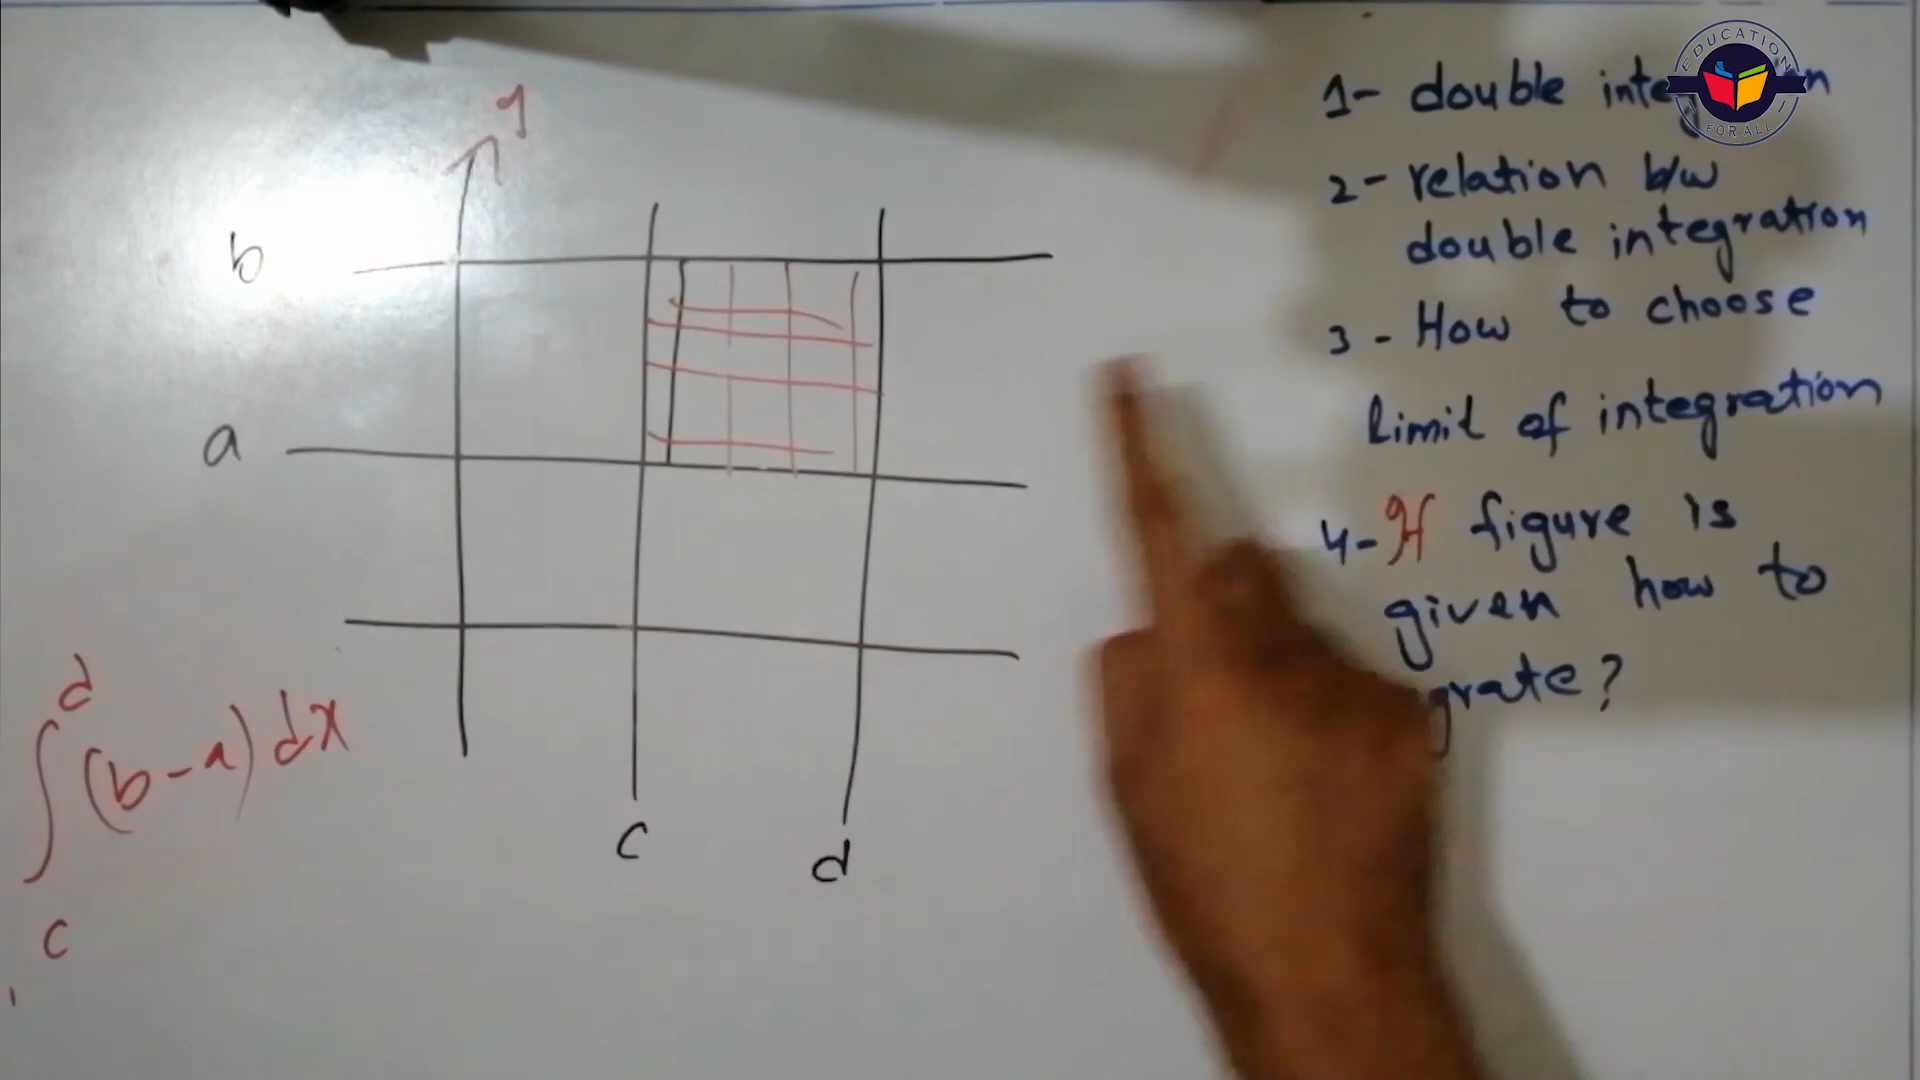 1- double
2- relation b/w
double integration
3 - How to choose
limit of integration
4- If figure is
given how to
grate?
EDUCATION
FOR ALL
b
a
c
d
d
∫ (b-a) dx
c